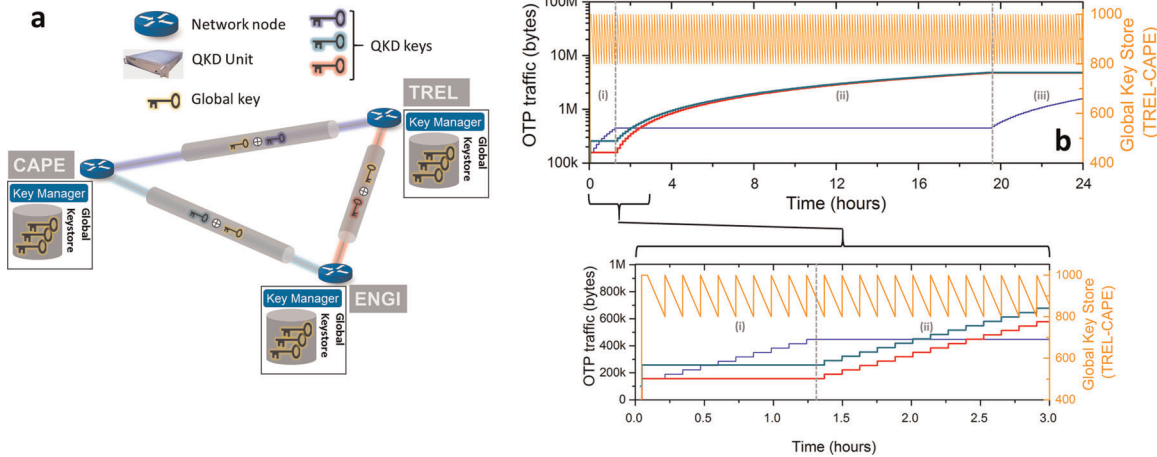 a
Network node
QKD Unit
Global key
QKD keys
TREL
Key Manager
Global
Keystore
CAPE
Key Manager
Global
Keystore
ENGI
Key Manager
Global
Keystore
b
OTP traffic (bytes)
100M
10M
1M
100k
1000
800
600
400
Global Key Store
(TREL-CAPE)
(i)
(ii)
(iii)
0
4
8
12
16
20
24
Time (hours)
OTP traffic (bytes)
1M
800k
600k
400k
200k
0
1000
800
600
400
Global Key Store
(TREL-CAPE)
(i)
(ii)
0.0
0.5
1.0
1.5
2.0
2.5
3.0
Time (hours)